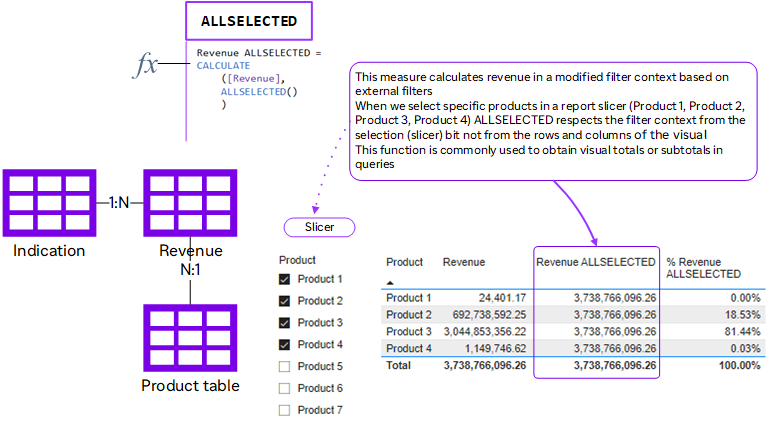 ALLSELECTED
fx
Revenue ALLSELECTED =
CALCULATE
([Revenue],
ALLSELECTED()
)
This measure calculates revenue in a modified filter context based on
external filters
When we select specific products in a report slicer (Product 1, Product 2,
Product 3, Product 4) ALLSELECTED respects the filter context from the
selection (slicer) bit not from the rows and columns of the visual
This function is commonly used to obtain visual totals or subtotals in
queries
1:N
Indication
Revenue
N:1
Product table
Slicer
Product
Product 1
Product 2
Product 3
Product 4
Product 5
Product 6
Product 7
Product Revenue Revenue ALLSELECTED % Revenue
ALLSELECTED
Product 1 24,401.17 3,738,766,096.26 0.00%
Product 2 692,738,592.25 3,738,766,096.26 18.53%
Product 3 3,044,853,356.22 3,738,766,096.26 81.44%
Product 4 1,149,746.62 3,738,766,096.26 0.03%
Total 3,738,766,096.26 3,738,766,096.26 100.00%